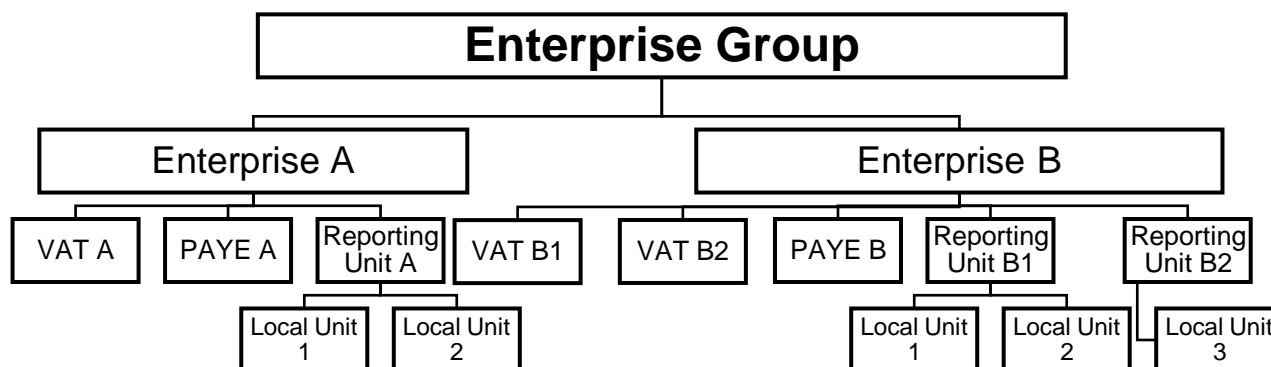 Enterprise Group
Enterprise A
Enterprise B
VAT A
PAYE A
Reporting
Unit A
VAT B1
VAT B2
PAYE B
Reporting
Unit B1
Reporting
Unit B2
Local Unit
1
Local Unit
2
Local Unit
1
Local Unit
2
Local Unit
3